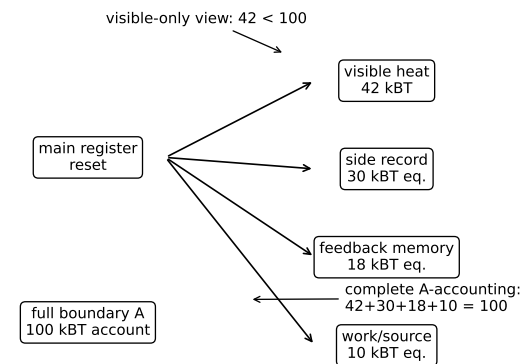 visible-only view: 42 < 100
visible heat
42 kBT
main register
reset
side record
30 kBT eq.
feedback memory
18 kBT eq.
complete A-accounting:
42+30+18+10 = 100
full boundary A
100 kBT account
work/source
10 kBT eq.